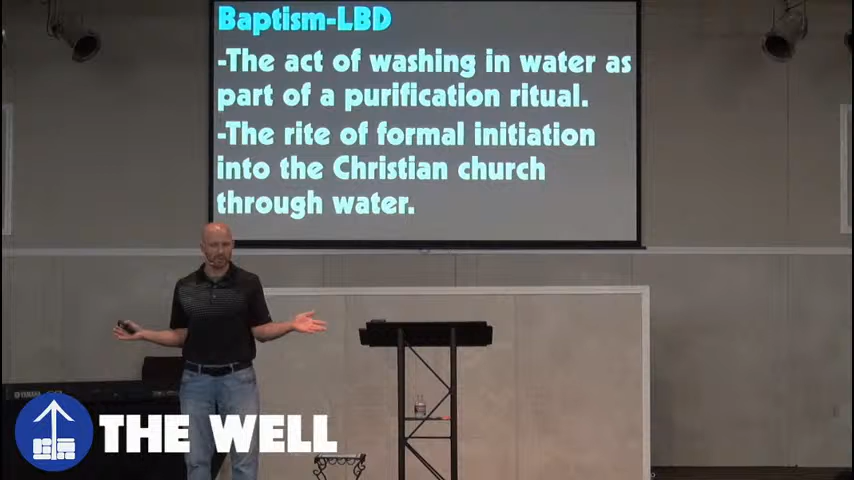 Baptism-LBD
-The act of washing in water as
part of a purification ritual.
-The rite of formal initiation
into the Christian church
through water.
YAMAHA
THE WELL